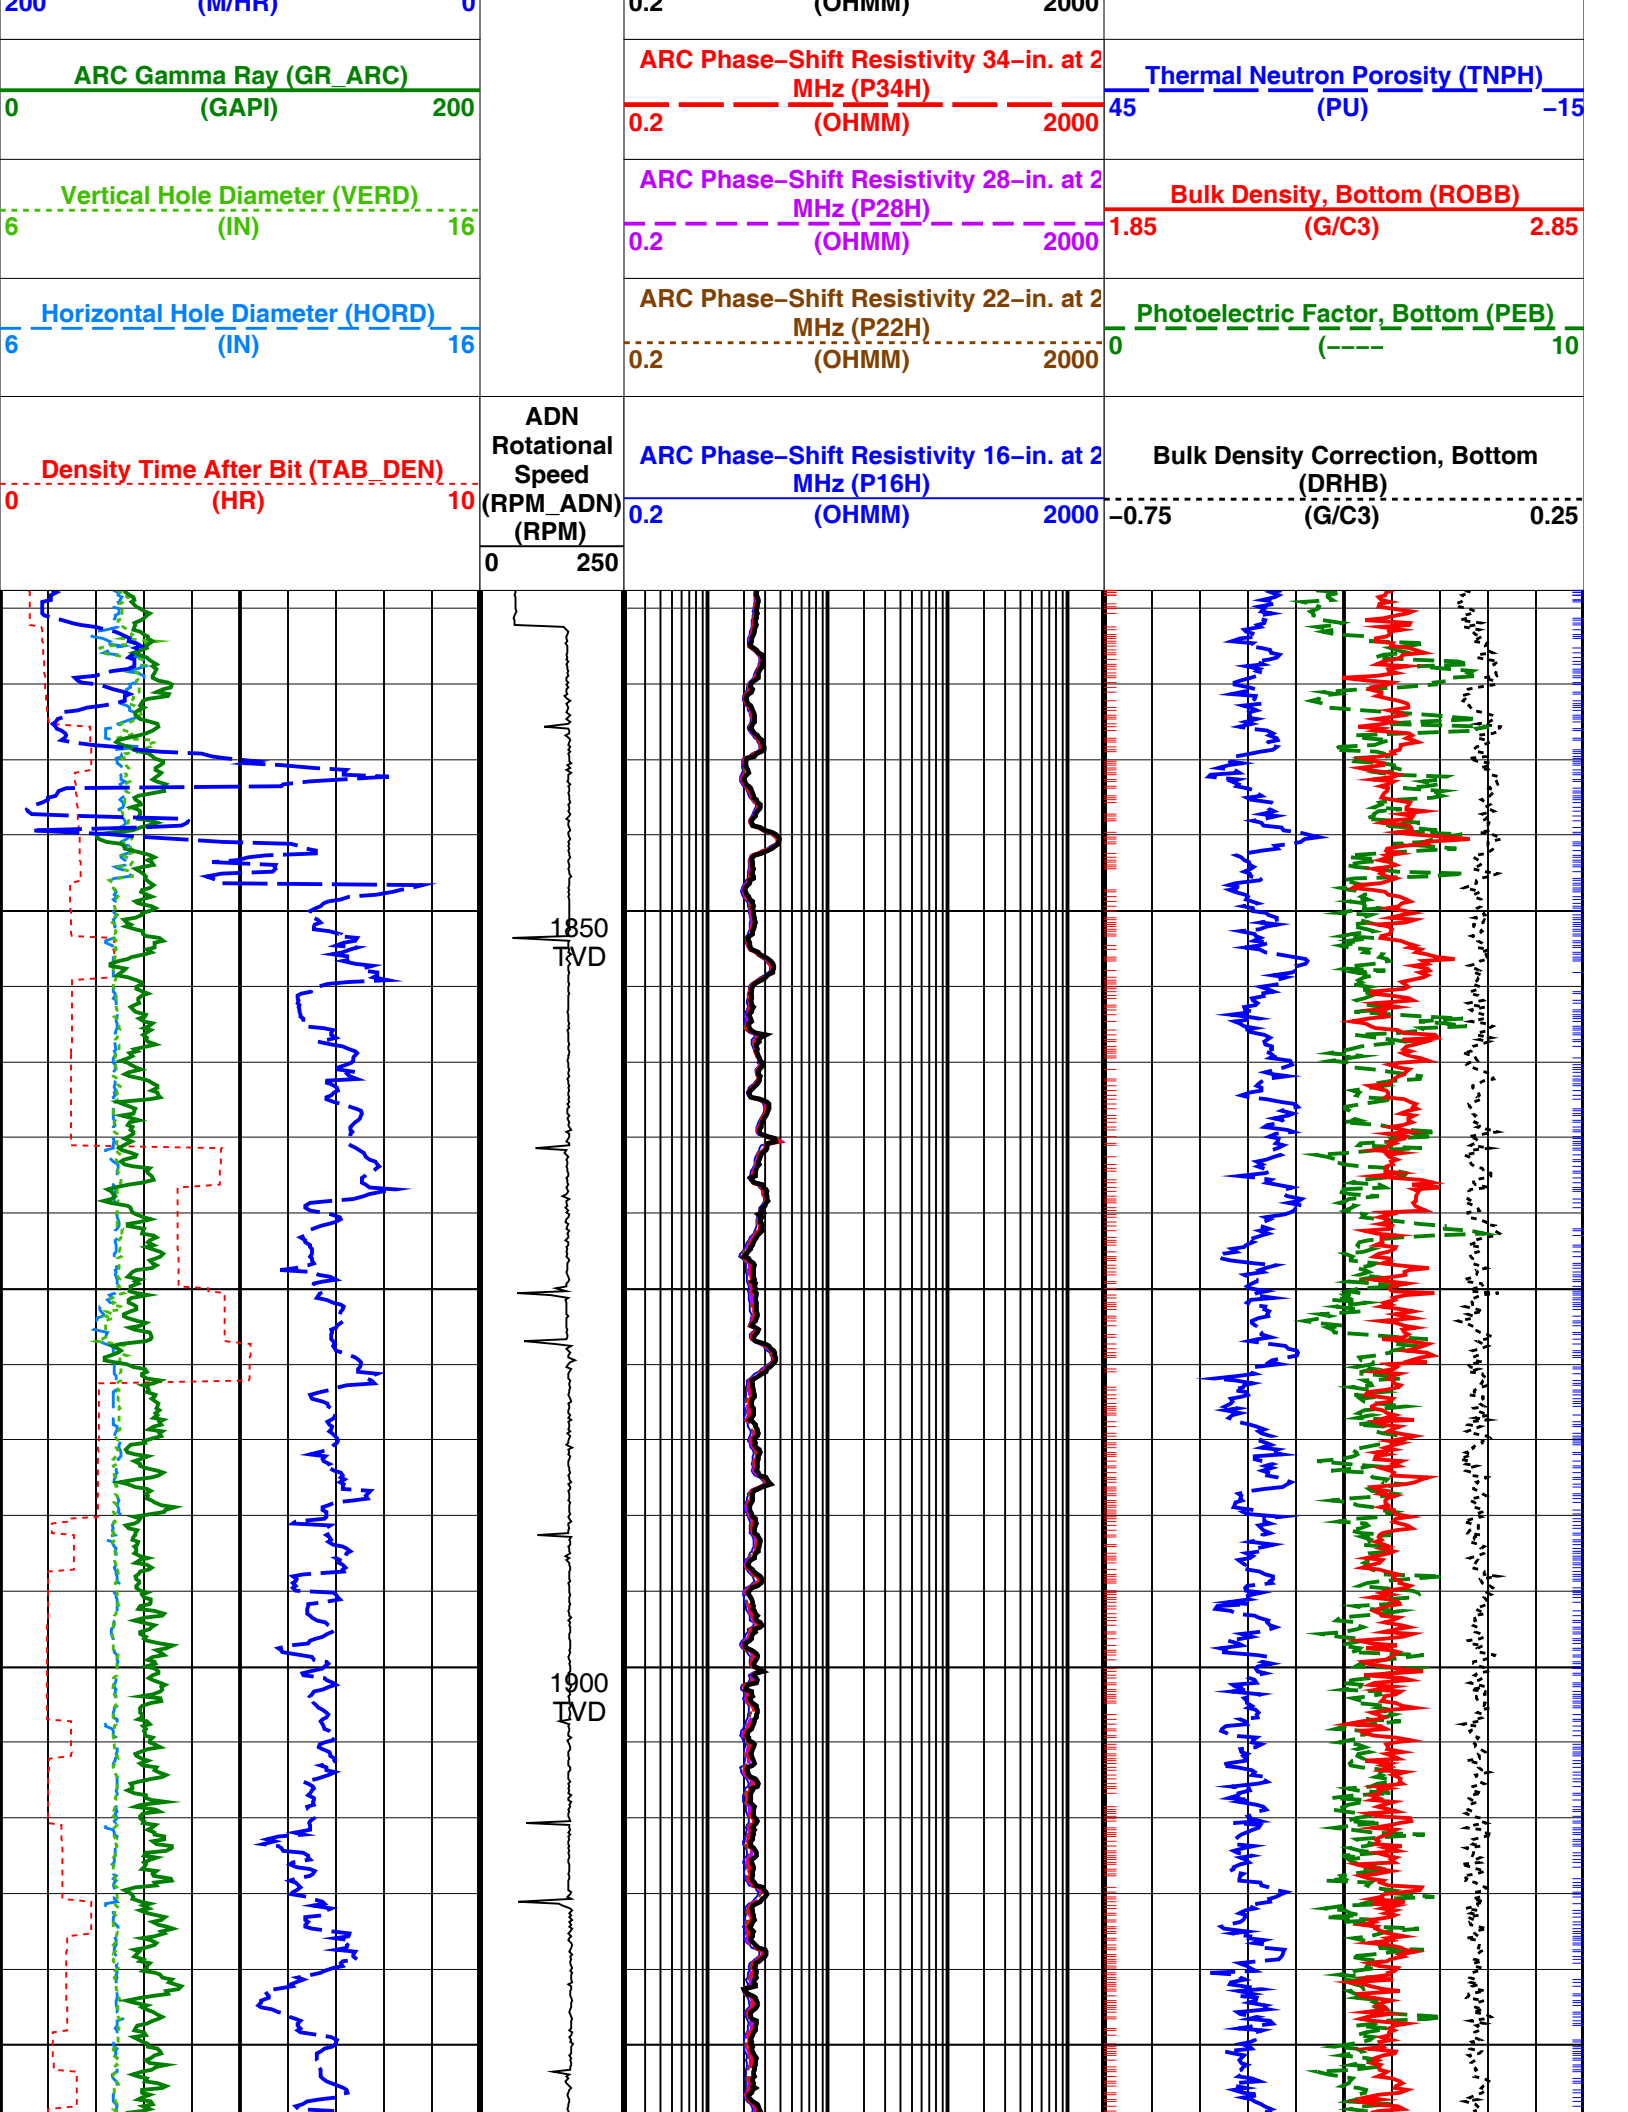 200 (M/HR) 0
ARC Gamma Ray (GR_ARC)
0 (GAPI) 200
Vertical Hole Diameter (VERD)
6 (IN) 16
Horizontal Hole Diameter (HORD)
6 (IN) 16
Density Time After Bit (TAB_DEN)
0 (HR) 10
ADN
Rotational
Speed
(RPM_ADN)
(RPM)
0 250
0.2 (OHMM) 2000
ARC Phase−Shift Resistivity 34−in. at 2
MHz (P34H)
0.2 (OHMM) 2000
ARC Phase−Shift Resistivity 28−in. at 2
MHz (P28H)
0.2 (OHMM) 2000
ARC Phase−Shift Resistivity 22−in. at 2
MHz (P22H)
0.2 (OHMM) 2000
ARC Phase−Shift Resistivity 16−in. at 2
MHz (P16H)
0.2 (OHMM) 2000
Thermal Neutron Porosity (TNPH)
45 (PU) −15
Bulk Density, Bottom (ROBB)
1.85 (G/C3) 2.85
Photoelectric Factor, Bottom (PEB)
0 (−−−− 10
Bulk Density Correction, Bottom
(DRHB)
−0.75 (G/C3) 0.25
1850
TVD
1900
TVD